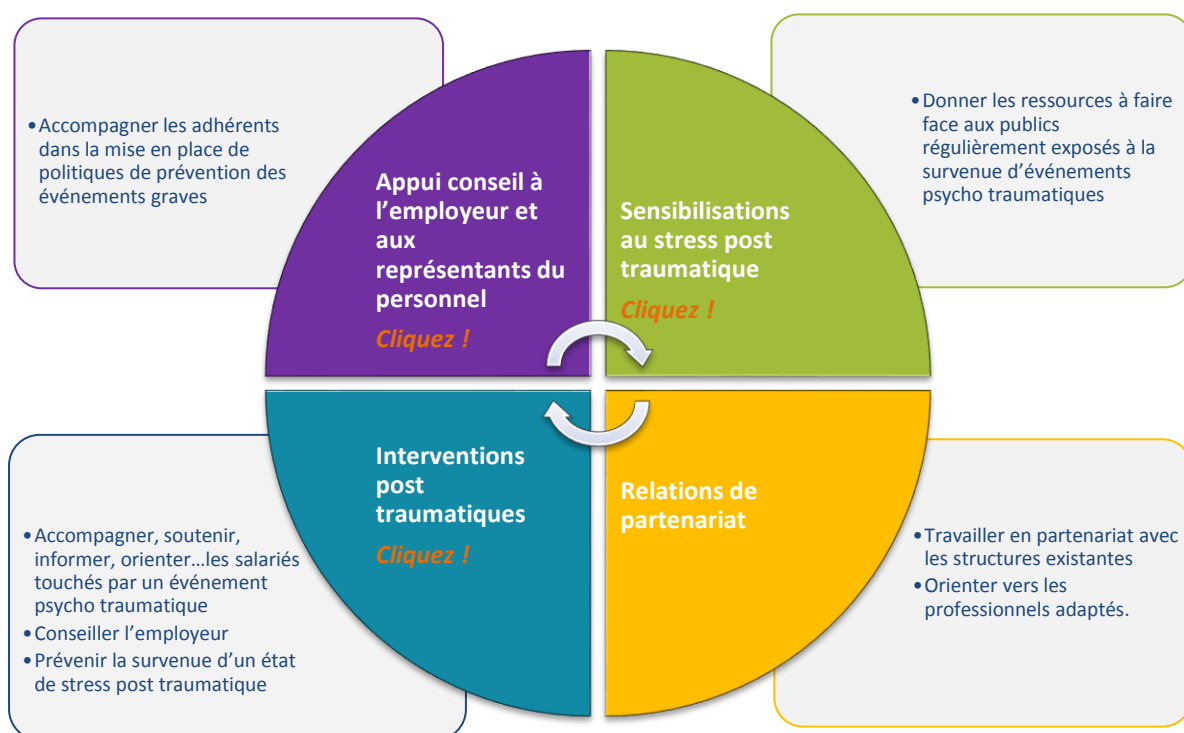 •Accompagner les adhérents
dans la mise en place de
politiques de prévention des
événements graves
Appui conseil à
l'employeur et
aux
représentants du
personnel
Cliquez !
Sensibilisations
au stress post
traumatique
Cliquez !
•Donner les ressources à faire
face aux publics
régulièrement exposés à la
survenue d'événements
psycho traumatiques
•Accompagner, soutenir,
informer, orienter...les salariés
touchés par un événement
psycho traumatique
•Conseiller l'employeur
•Prévenir la survenue d'un état
de stress post traumatique
Interventions
post
traumatiques
Cliquez !
Relations de
partenariat
•Travailler en partenariat avec
les structures existantes
•Orienter vers les
professionnels adaptés.